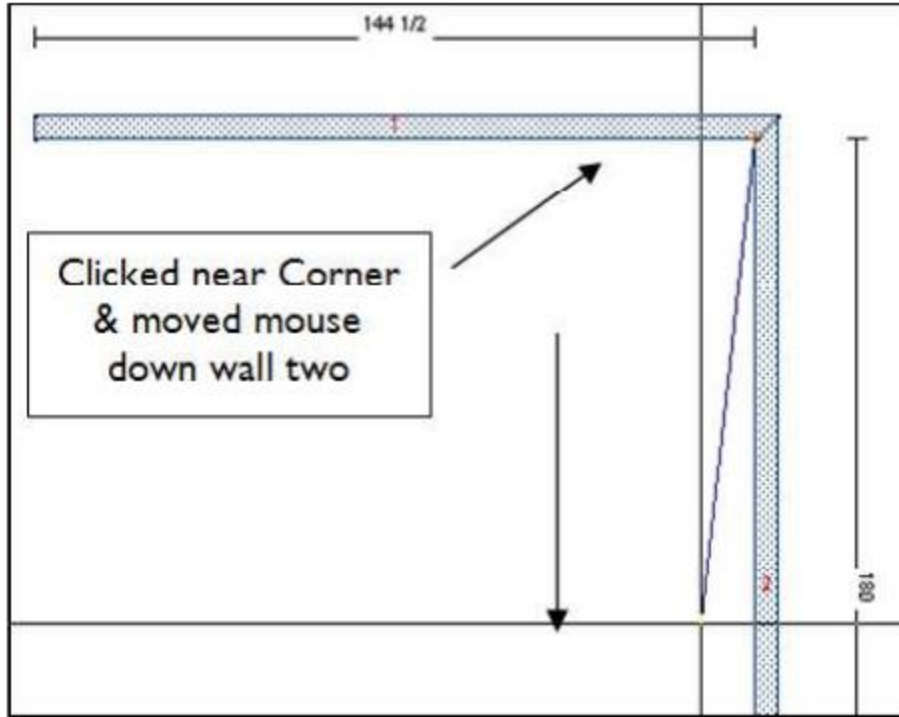 144 1/2
1
Clicked near Corner
& moved mouse
down wall two
2
180